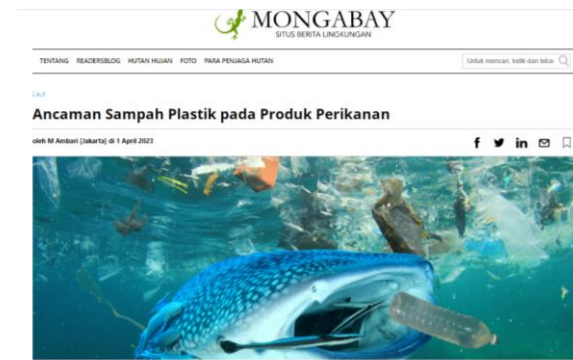 MONGABAY
SITUS BERITA LINGKUNGAN
TENTANG READERSBLOG HUTAN HUJAN FOTO PARA PENJAGA HUTAN
Untuk mencari, ketik dan tekan
Laut
Ancaman Sampah Plastik pada Produk Perikanan
oleh M Ambari [Jakarta] di 1 April 2023